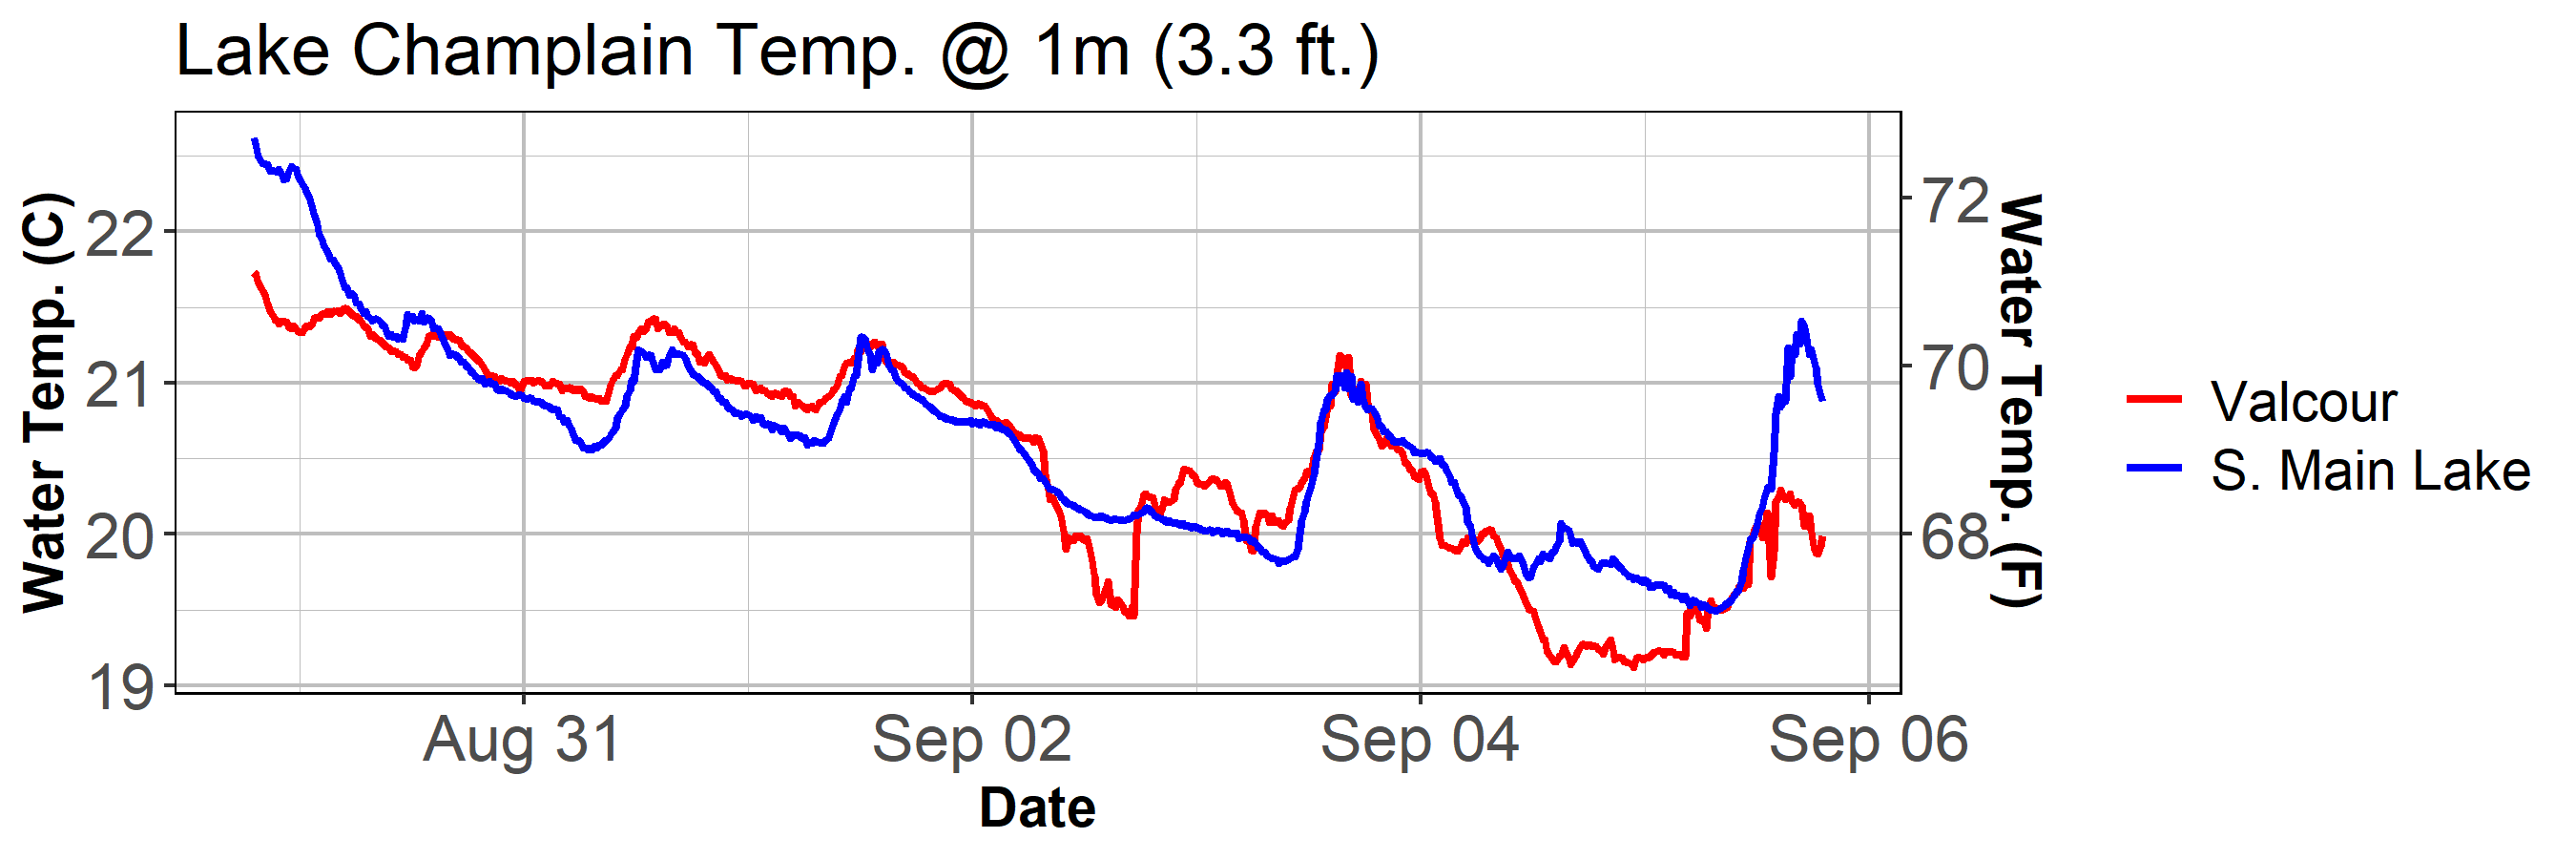 Lake Champlain Temp. @ 1m (3.3 ft.)
Water Temp. (C)
22
21
20
19
72
70
68
Water Temp. (F)
Aug 31
Sep 02
Sep 04
Sep 06
Date
Valcour
S. Main Lake